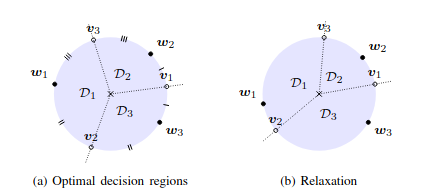 v3
w2
D2
w1
v1
D1
D3
v2
w3
(a) Optimal decision regions
v3
w2
D1
D2
v1
w1
v2
D3
w3
(b) Relaxation